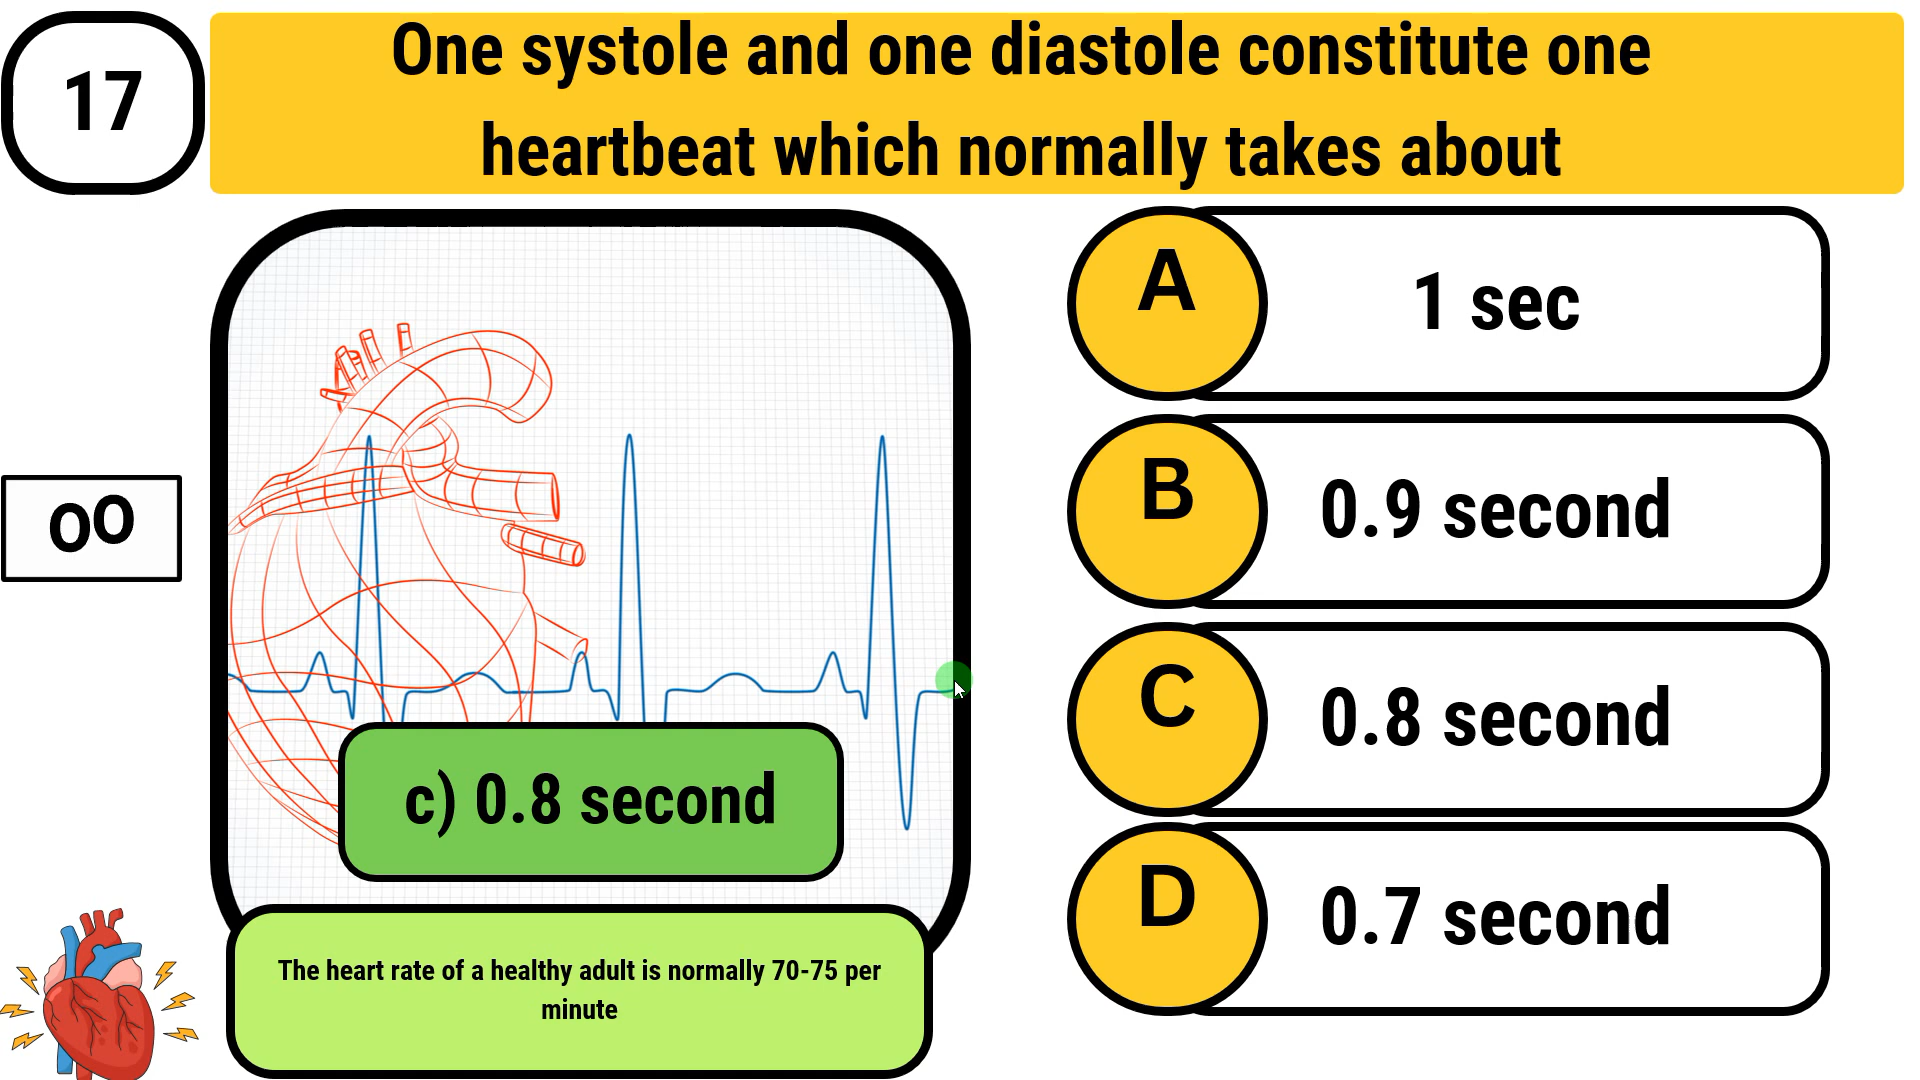 17
One systole and one diastole constitute one
heartbeat which normally takes about
A
1 sec
B
0.9 second
C
0.8 second
D
0.7 second
00
c) 0.8 second
The heart rate of a healthy adult is normally 70-75 per
minute